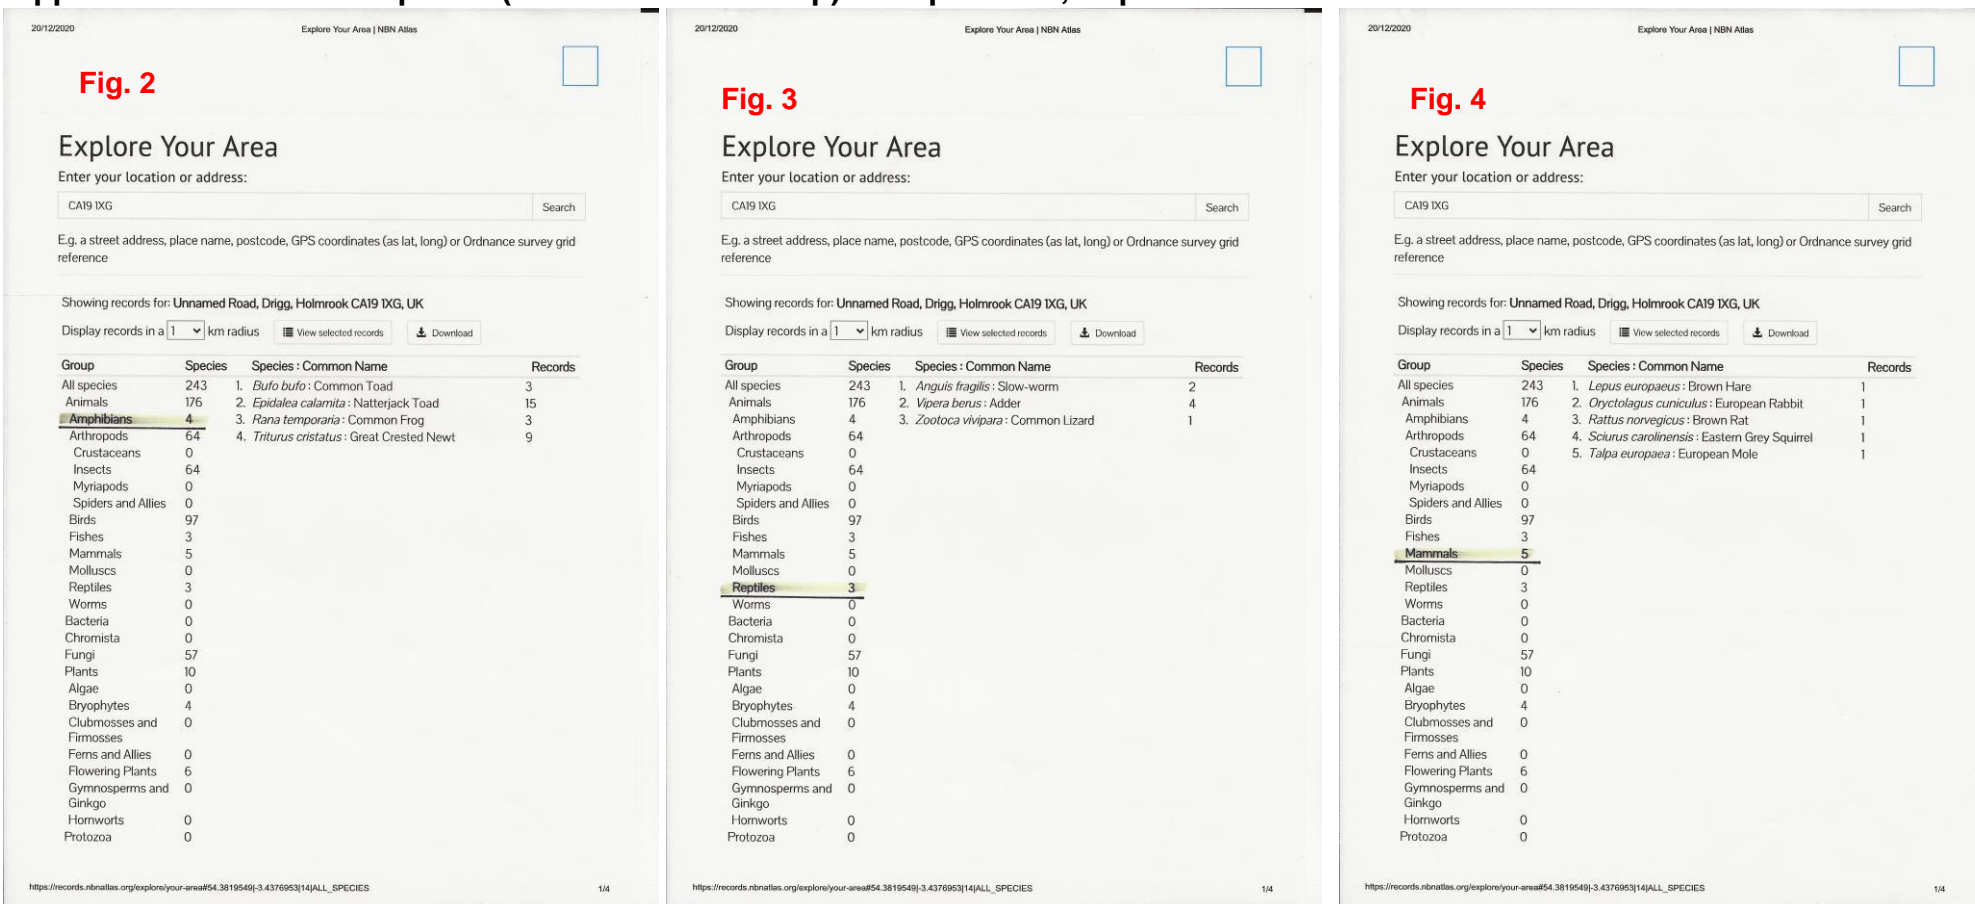 20/12/2020 Explore Your Area | NBN Atlas
Fig. 2
Explore Your Area
Enter your location or address:
CA19 1XG Search
E.g. a street address, place name, postcode, GPS coordinates (as lat, long) or Ordnance survey grid
reference
Showing records for: Unnamed Road, Drigg, Holmrook CA19 1XG, UK
Display records in a 1 km radius View selected records Download
Group Species Species : Common Name Records
All species 243 1. Bufo bufo : Common Toad 3
Animals 176 2. Epidalea calamita : Natterjack Toad 15
Amphibians 4 3. Rana temporaria : Common Frog 3
Arthropods 64 4. Triturus cristatus : Great Crested Newt 9
Crustaceans 0
Insects 64
Myriapods 0
Spiders and Allies 0
Birds 97
Fishes 3
Mammals 5
Molluscs 0
Reptiles 3
Worms 0
Bacteria 0
Chromista 0
Fungi 57
Plants 10
Algae 0
Bryophytes 4
Clubmosses and 0
Firmosses
Ferns and Allies 0
Flowering Plants 6
Gymnosperms and 0
Ginkgo
Hornworts 0
Protozoa 0
https://records.nbnatlas.org/explore/your-area#54.3819549|-3.4376953|14|ALL_SPECIES 1/4
20/12/2020 Explore Your Area | NBN Atlas
Fig. 3
Explore Your Area
Enter your location or address:
CA19 1XG Search
E.g. a street address, place name, postcode, GPS coordinates (as lat, long) or Ordnance survey grid
reference
Showing records for: Unnamed Road, Drigg, Holmrook CA19 1XG, UK
Display records in a 1 km radius View selected records Download
Group Species Species : Common Name Records
All species 243 1. Anguis fragilis : Slow-worm 2
Animals 176 2. Vipera berus : Adder 4
Amphibians 4 3. Zootoca vivipara : Common Lizard 1
Arthropods 64
Crustaceans 0
Insects 64
Myriapods 0
Spiders and Allies 0
Birds 97
Fishes 3
Mammals 5
Molluscs 0
Reptiles 3
Worms 0
Bacteria 0
Chromista 0
Fungi 57
Plants 10
Algae 0
Bryophytes 4
Clubmosses and 0
Firmosses
Ferns and Allies 0
Flowering Plants 6
Gymnosperms and 0
Ginkgo
Hornworts 0
Protozoa 0
https://records.nbnatlas.org/explore/your-area#54.3819549|-3.4376953|14|ALL_SPECIES 1/4
20/12/2020 Explore Your Area | NBN Atlas
Fig. 4
Explore Your Area
Enter your location or address:
CA19 1XG Search
E.g. a street address, place name, postcode, GPS coordinates (as lat, long) or Ordnance survey grid
reference
Showing records for: Unnamed Road, Drigg, Holmrook CA19 1XG, UK
Display records in a 1 km radius View selected records Download
Group Species Species : Common Name Records
All species 243 1. Lepus europaeus : Brown Hare 1
Animals 176 2. Oryctolagus cuniculus : European Rabbit 1
Amphibians 4 3. Rattus norvegicus : Brown Rat 1
Arthropods 64 4. Sciurus carolinensis : Eastern Grey Squirrel 1
Crustaceans 0 5. Talpa europaea : European Mole 1
Insects 64
Myriapods 0
Spiders and Allies 0
Birds 97
Fishes 3
Mammals 5
Molluscs 0
Reptiles 3
Worms 0
Bacteria 0
Chromista 0
Fungi 57
Plants 10
Algae 0
Bryophytes 4
Clubmosses and 0
Firmosses
Ferns and Allies 0
Flowering Plants 6
Gymnosperms and 0
Ginkgo
Hornworts 0
Protozoa 0
https://records.nbnatlas.org/explore/your-area#54.3819549|-3.4376953|14|ALL_SPECIES 1/4